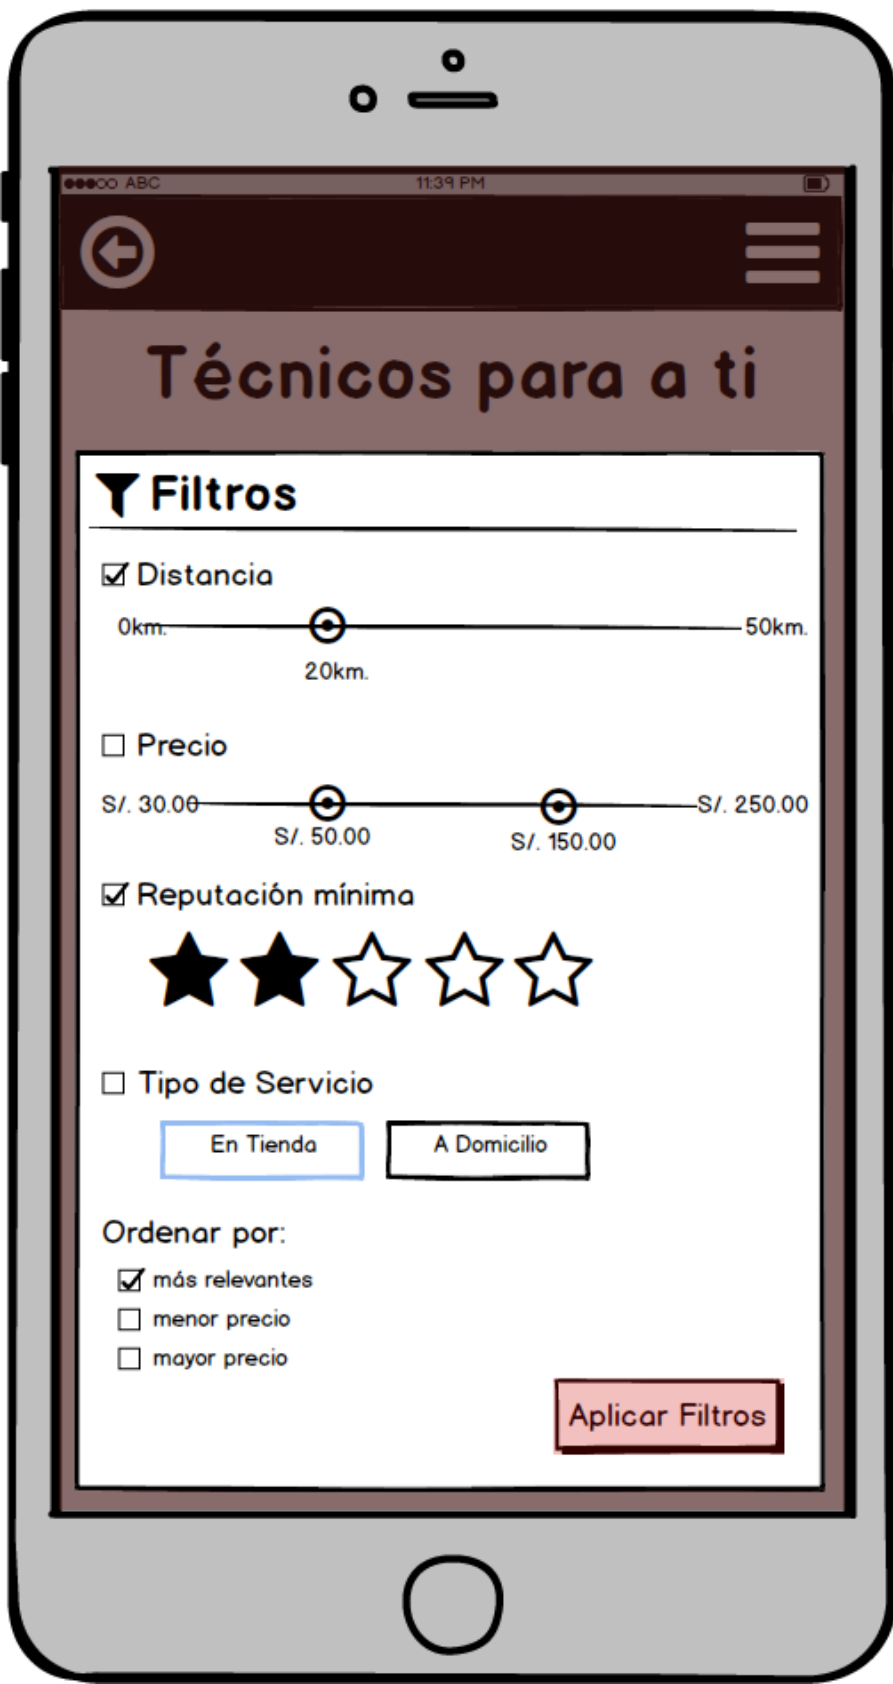 ABC 11:39 PM
Técnicos para a ti
Filtros
Distancia
0km. 50km.
20km.
Precio
S/. 30.00 S/. 250.00
S/. 50.00 S/. 150.00
Reputación mínima
Tipo de Servicio
En Tienda A Domicilio
Ordenar por:
más relevantes
menor precio
mayor precio
Aplicar Filtros